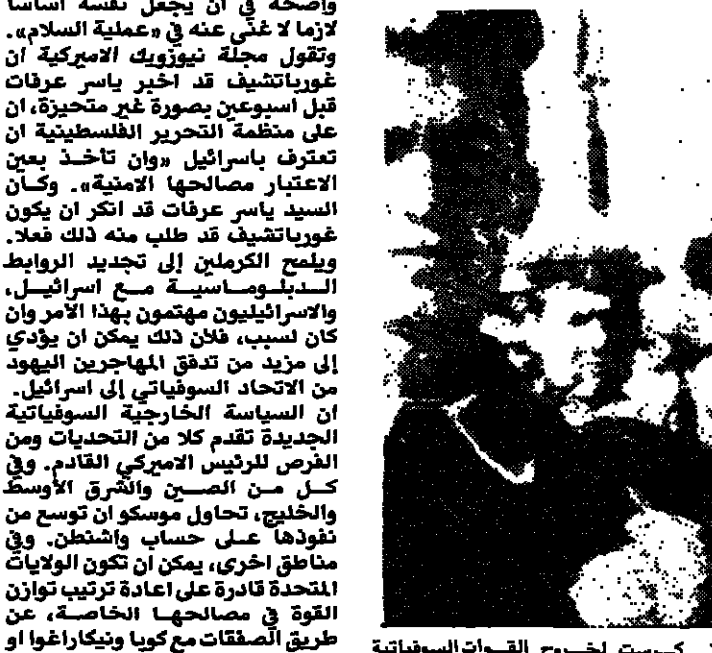 واضحة في ان يجعل نفسه اساسا
لازما لا غنى عنه في «عملية السلام».
وتقول مجلة نيوزويك الاميركية ان
غورباتشيف قد اخبر ياسر عرفات
قبل اسبوعين بصورة غير متحيزة، ان
على منظمة التحرير الفلسطينية ان
تعترف باسرائيل «وان تأخذ بعين
الاعتبار مصالحها الامنية». وكان
السيد ياسر عرفات قد انكر ان يكون
غورباتشيف قد طلب منه ذلك فعلا.
ويلمح الكرملين إلى تجديد الروابط
الدبلوماسية مع اسرائيل،
والاسرائيليون مهتمون بهذا الامر وان
كان لسبب، فلان ذلك يمكن ان يؤدي
إلى مزيد من تدفق المهاجرين اليهود
من الاتحاد السوفياتي إلى اسرائيل.
ان السياسة الخارجية السوفياتية
الجديدة تقدم كلا من التحديات ومن
الفرص للرئيس الاميركي القادم. وفي
كل من الصين والشرق الأوسط
والخليج، تحاول موسكو ان توسع من
نفوذها على حساب واشنطن. وفي
مناطق اخرى، يمكن ان تكون الولايات
المتحدة قادرة على اعادة ترتيب توازن
القوة في مصالحها الخاصة، عن
طريق الصفقات مع كوبا ونيكاراغوا او
كرست لخروج القوات السوفياتية